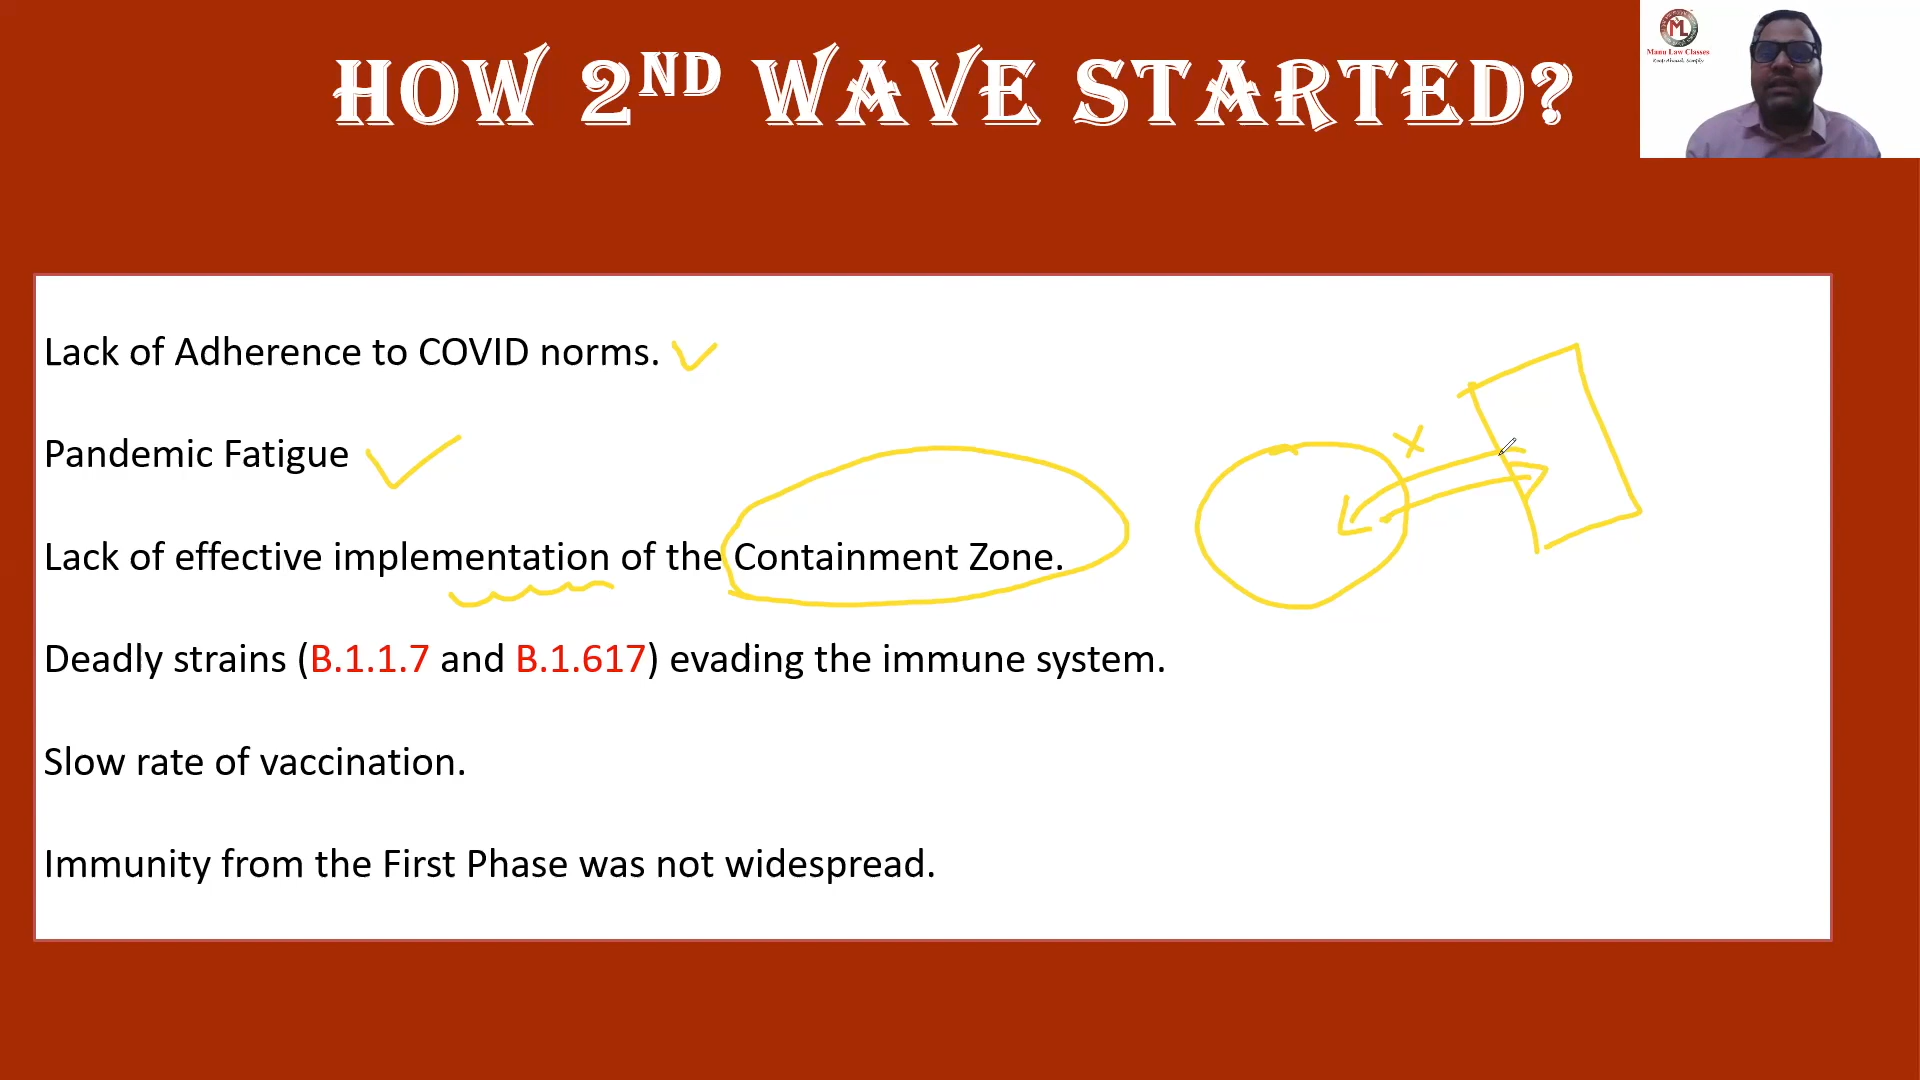 HOW 2ND WAVE STARTED?
ML
Manu Law Classes
Lack of Adherence to COVID norms.
Pandemic Fatigue
Lack of effective implementation of the Containment Zone.
Deadly strains (B.1.1.7 and B.1.617) evading the immune system.
Slow rate of vaccination.
Immunity from the First Phase was not widespread.